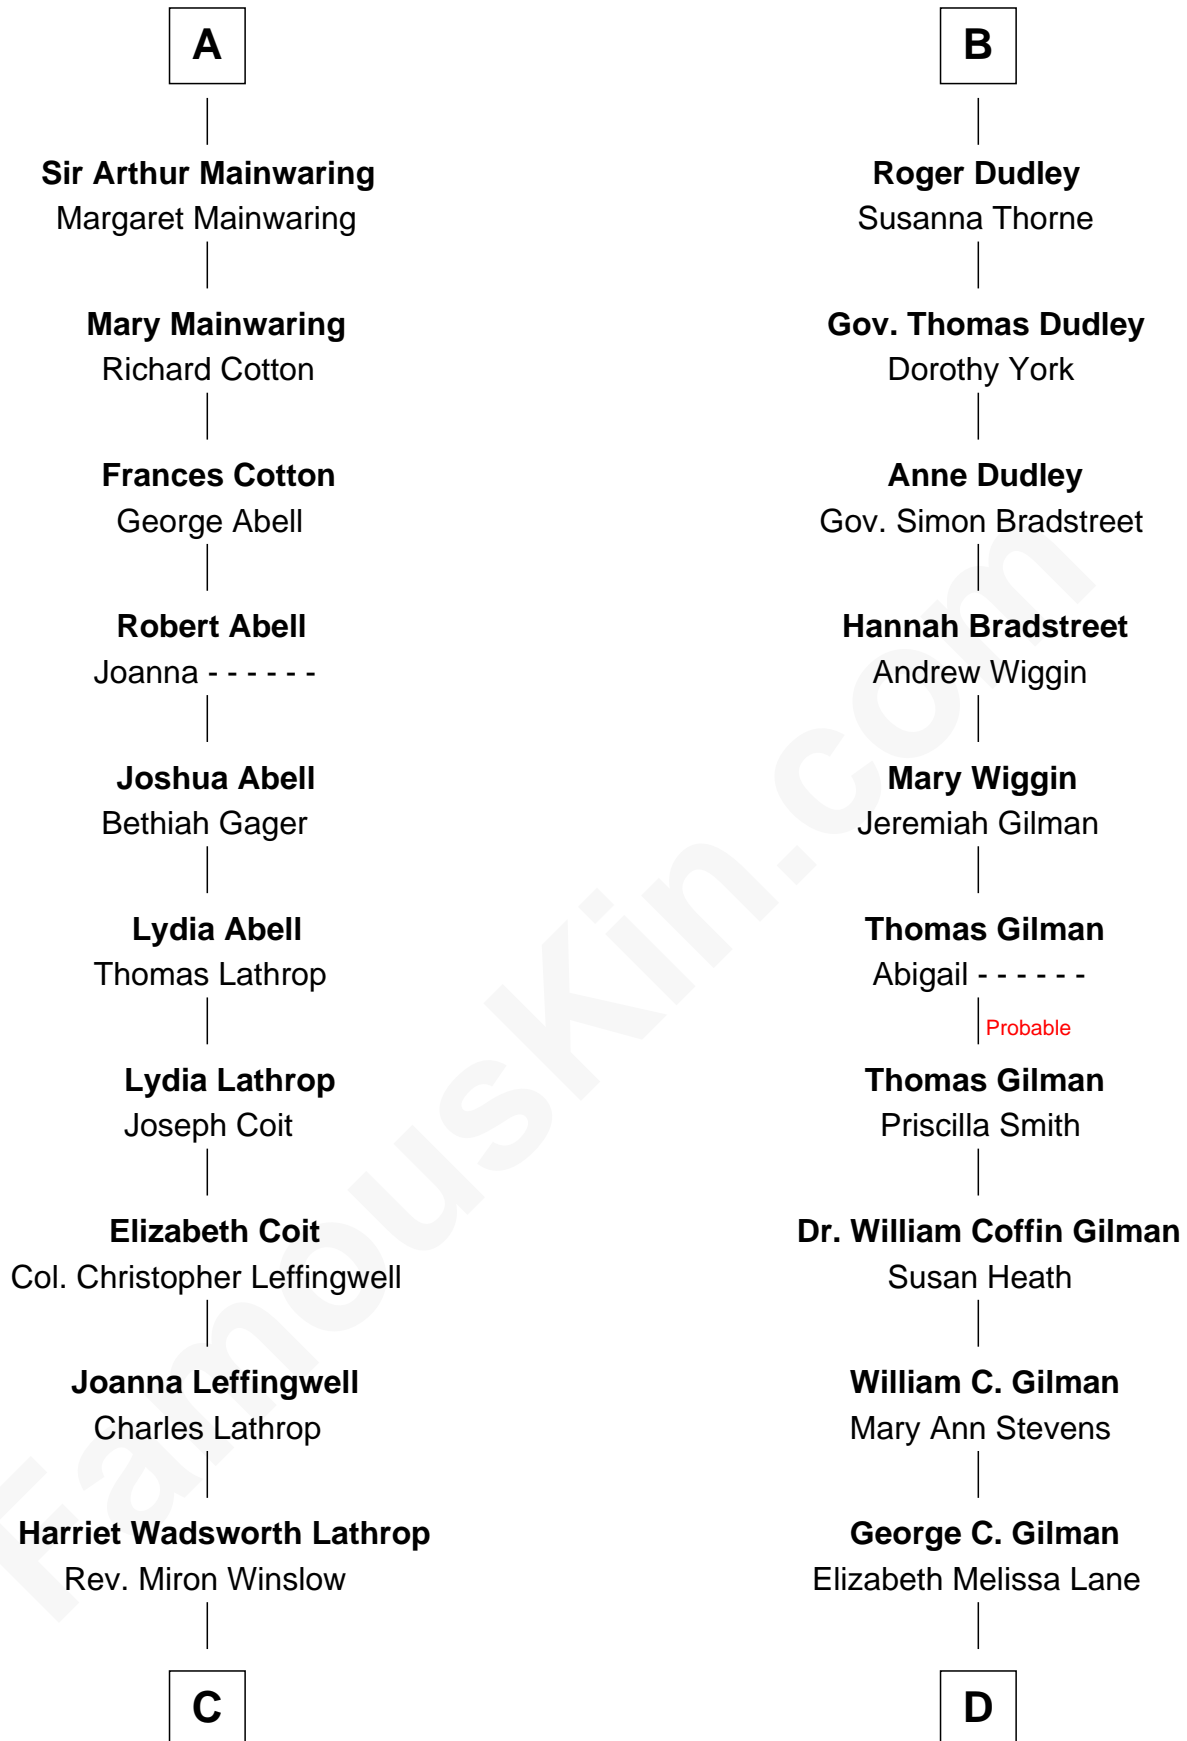 A
Sir Arthur Mainwaring
Margaret Mainwaring
Mary Mainwaring
Richard Cotton
Frances Cotton
George Abell
Robert Abell
Joanna - - - - - -
Joshua Abell
Bethiah Gager
Lydia Abell
Thomas Lathrop
Lydia Lathrop
Joseph Coit
Elizabeth Coit
Col. Christopher Leffingwell
Joanna Leffingwell
Charles Lathrop
Harriet Wadsworth Lathrop
Rev. Miron Winslow
C
B
Roger Dudley
Susanna Thorne
Gov. Thomas Dudley
Dorothy York
Anne Dudley
Gov. Simon Bradstreet
Hannah Bradstreet
Andrew Wiggin
Mary Wiggin
Jeremiah Gilman
Thomas Gilman
Abigail - - - - - -
Probable
Thomas Gilman
Priscilla Smith
Dr. William Coffin Gilman
Susan Heath
William C. Gilman
Mary Ann Stevens
George C. Gilman
Elizabeth Melissa Lane
D
FamousKin.com